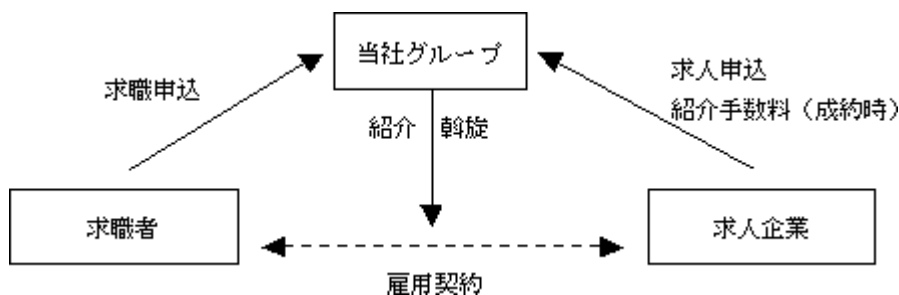 当社グループ
求職申込
求人申込
紹介手数料（成約時）
紹介 斡旋
求職者
求人企業
雇用契約